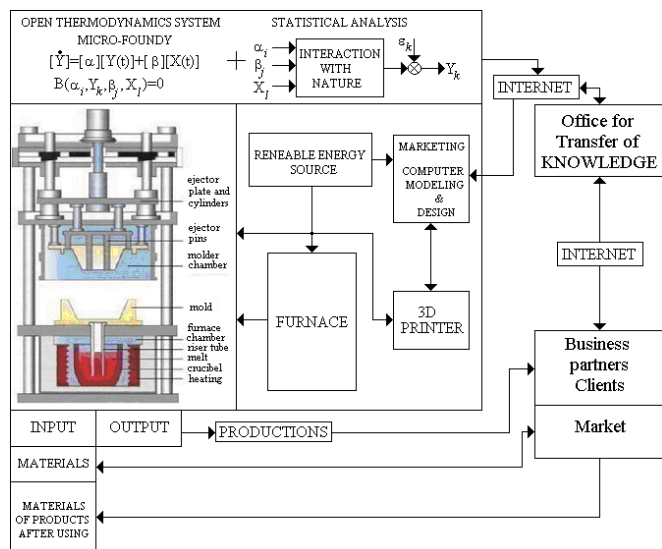 OPEN THERMODYNAMICS SYSTEM
MICRO-FOUNDY
[Ẏ]=[α][Y(t)]+[β][X(t)]
B(αi,Yk,βj,Xl)=0
+
STATISTICAL ANALYSIS
αi
βj
Xl
INTERACTION
WITH
NATURE
εk
Yk
INTERNET
Office for
Transfer of
KNOWLEDGE
INTERNET
Business
partners
Clients
Market
RENEABLE ENERGY
SOURCE
MARKETING
COMPUTER
MODELING
&
DESIGN
FURNACE
3D
PRINTER
ejector
plate and
cylinders
ejector
pins
molder
chamber
mold
furnace
chamber
riser tube
melt
crucibel
heating
INPUT
OUTPUT
PRODUCTIONS
MATERIALS
MATERIALS
OF PRODUCTS
AFTER USING